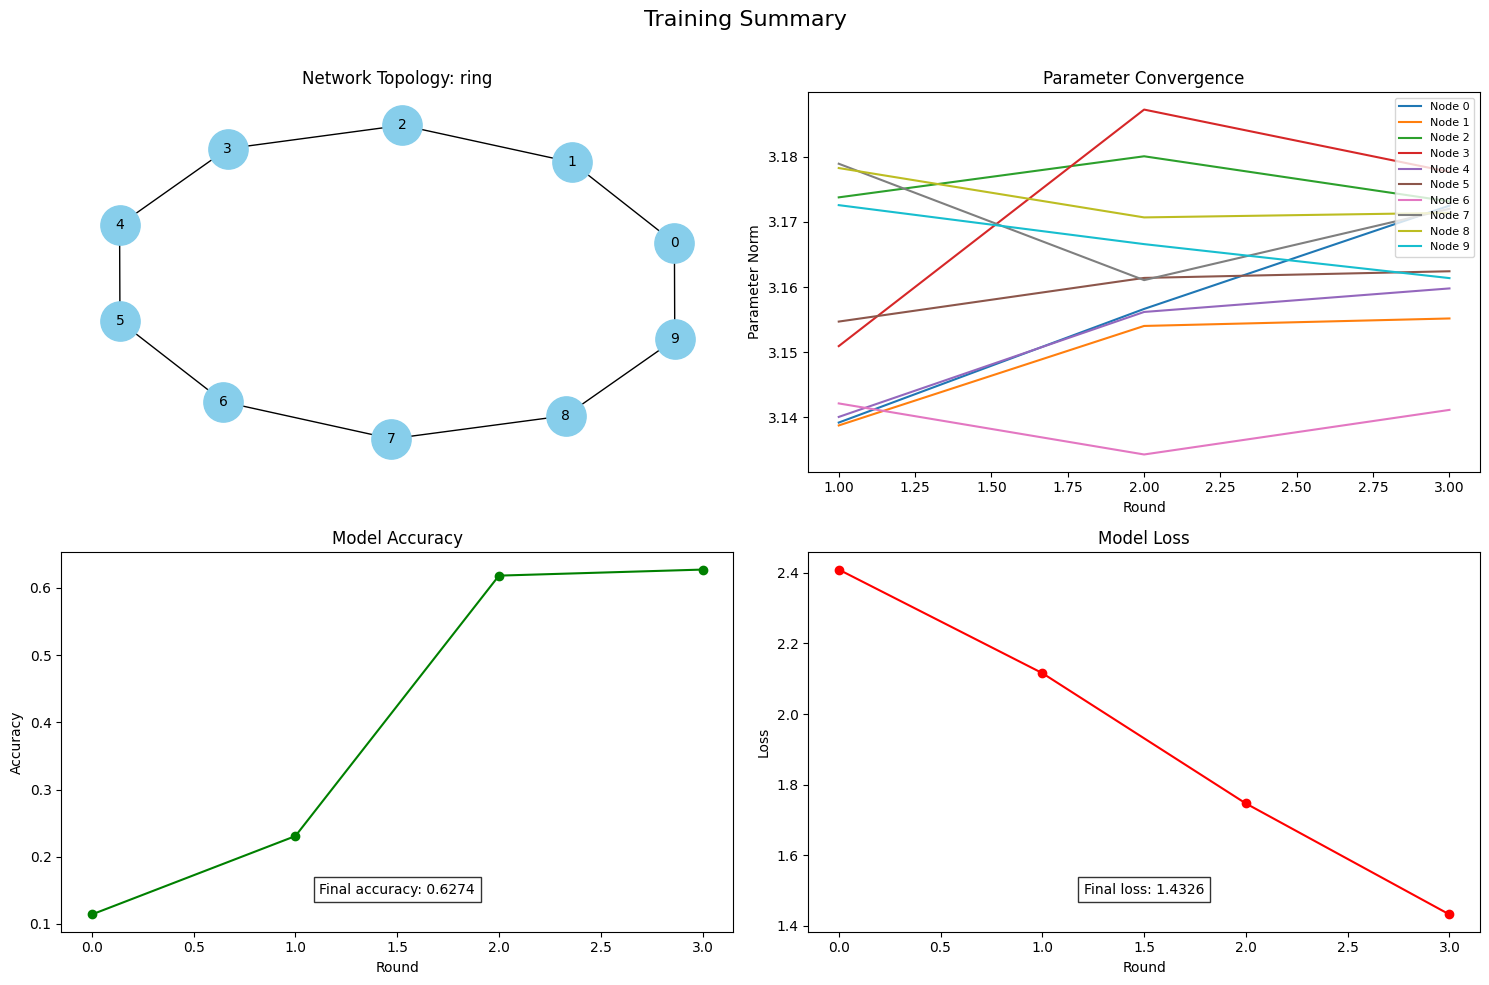 Training Summary
Network Topology: ring
2
3
1
4
0
5
9
6
8
7
Parameter Convergence
Node 0
Node 1
Node 2
Node 3
Node 4
Node 5
Node 6
Node 7
Node 8
Node 9
Parameter Norm
3.18
3.17
3.16
3.15
3.14
1.00 1.25 1.50 1.75 2.00 2.25 2.50 2.75 3.00
Round
Model Accuracy
Accuracy
0.6
0.5
0.4
0.3
0.2
0.1
Final accuracy: 0.6274
0.0 0.5 1.0 1.5 2.0 2.5 3.0
Round
Model Loss
Loss
2.4
2.2
2.0
1.8
1.6
1.4
Final loss: 1.4326
0.0 0.5 1.0 1.5 2.0 2.5 3.0
Round